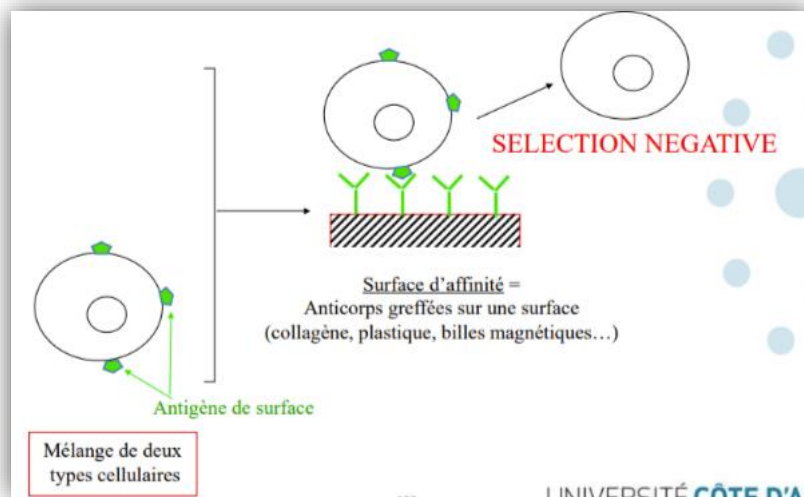 SELECTION NEGATIVE
Surface d'affinité =
Anticorps greffées sur une surface
(collagène, plastique, billes magnétiques…)
Antigène de surface
Mélange de deux
types cellulaires
UNIVERSITÉ CÔTE D'A